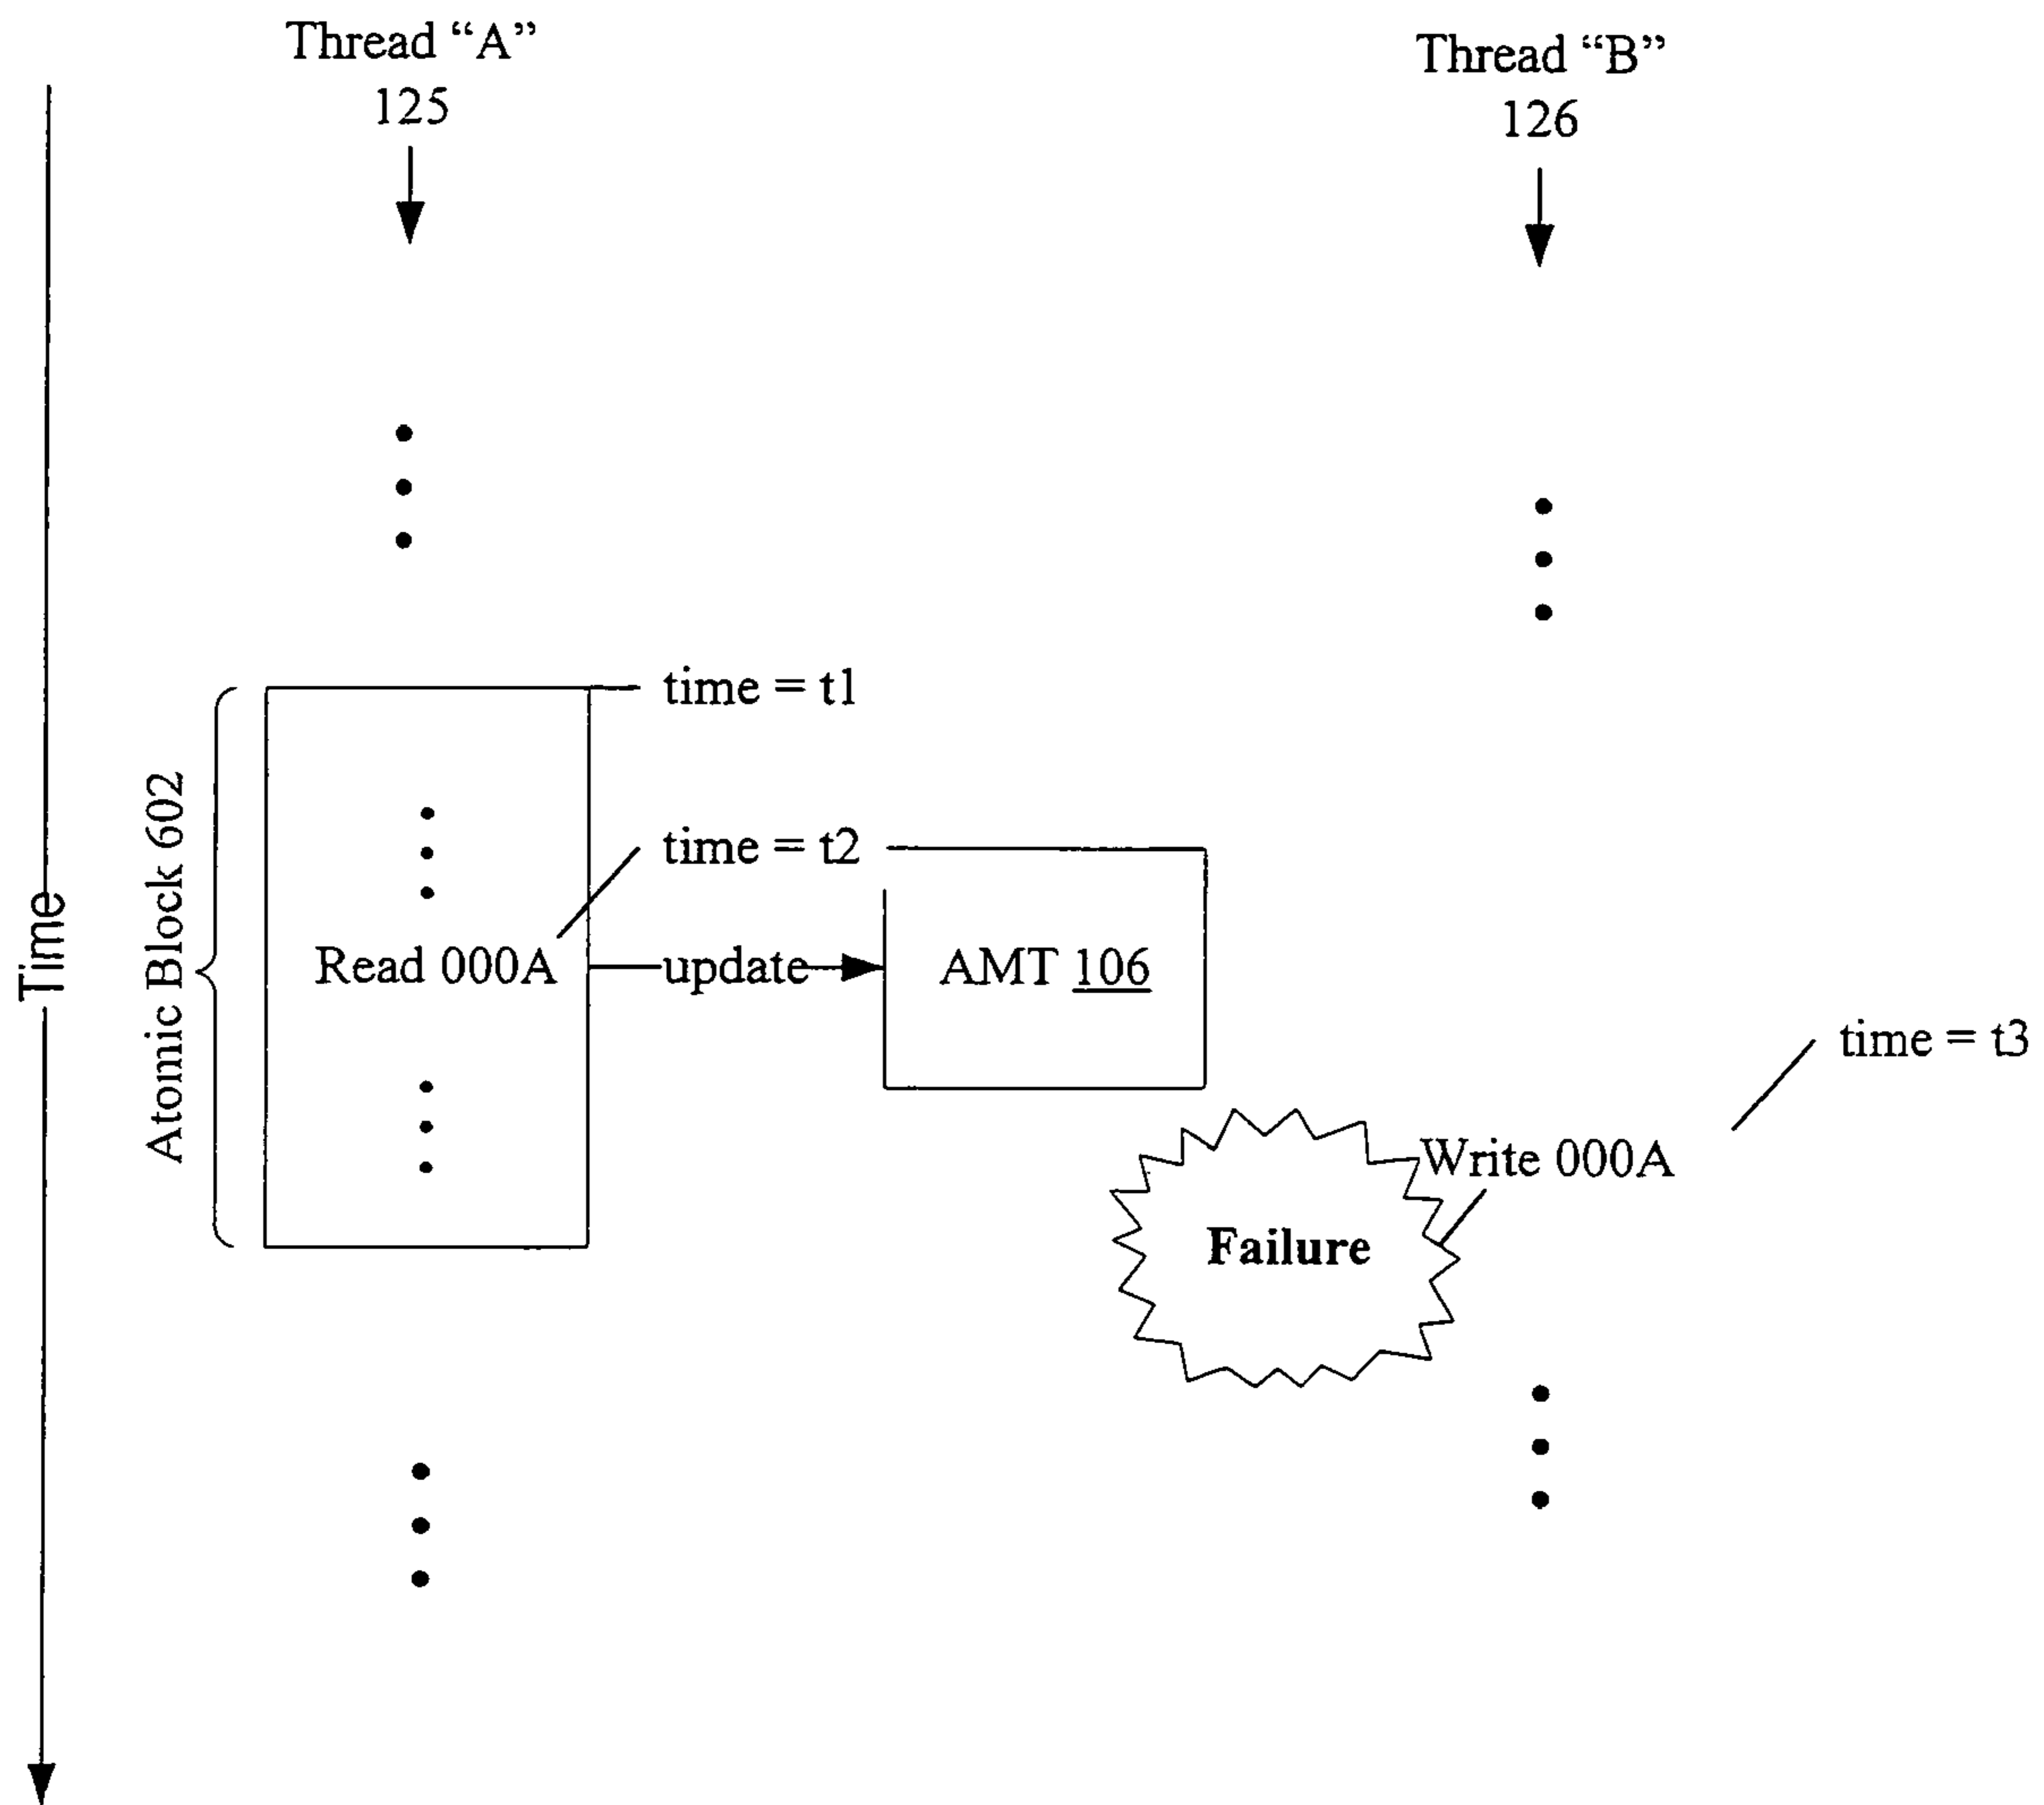 Thread “A”
125
Thread “B”
126
time = t1
time = t2
Atomic Block 602
Time
Read 000A
update
AMT 106
time = t3
Write 000A
Failure